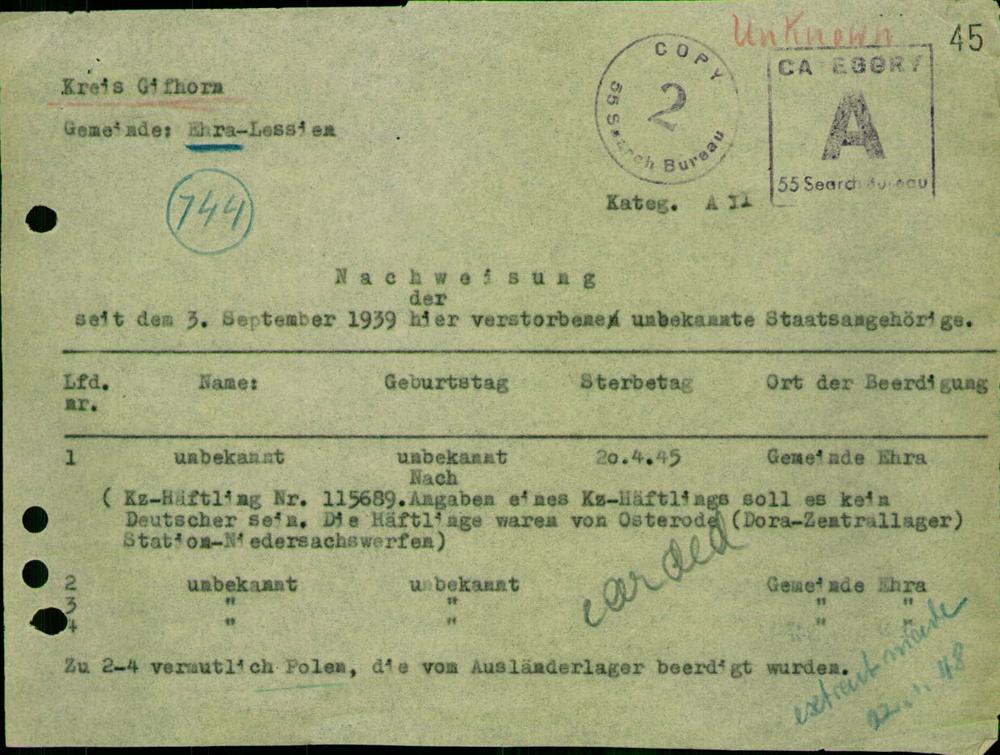 Unknown
45
COPY
2
55 Search Bureau
CATEGORY
A
55 Search Bureau
Kreis Gifhorn
Gemeinde: Ehra-Lessien
744
Kateg. A II
Nachweisung
der
seit dem 3. September 1939 hier verstorbenen unbekannte Staatsangehörige.
Lfd. Name: Geburtstag Sterbetag Ort der Beerdigung
nr.
1 unbekannt unbekannt 20.4.45 Gemeinde Ehra
Nach
( Kz-Häftling Nr. 115689.Angaben eines Kz-Häftlings soll es kein
Deutscher sein. Die Häftlinge waren von Osterode (Dora-Zentrallager)
Station-Niedersachswerfen)
carded
2 unbekannt unbekannt Gemeinde Ehra
3 " " " "
4 " " " "
Zu 2-4 vermutlich Polen, die vom Ausländerlager beerdigt wurden.
extract made
48